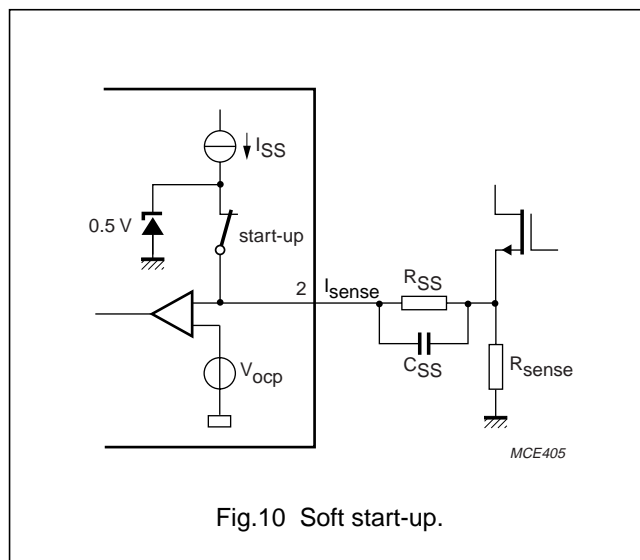 ISS
0.5 V
start-up
2
Isense
RSS
CSS
Vocp
Rsense
MCE405
Fig.10 Soft start-up.